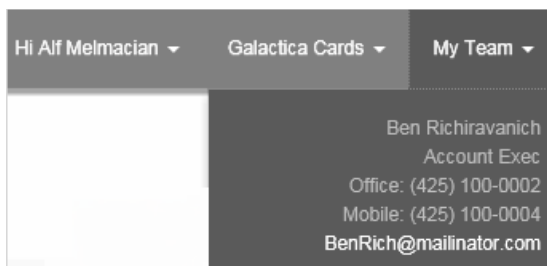 Hi Alf Melmacian Galactica Cards My Team
Ben Richiravanich
Account Exec
Office: (425) 100-0002
Mobile: (425) 100-0004
BenRich@mailinator.com